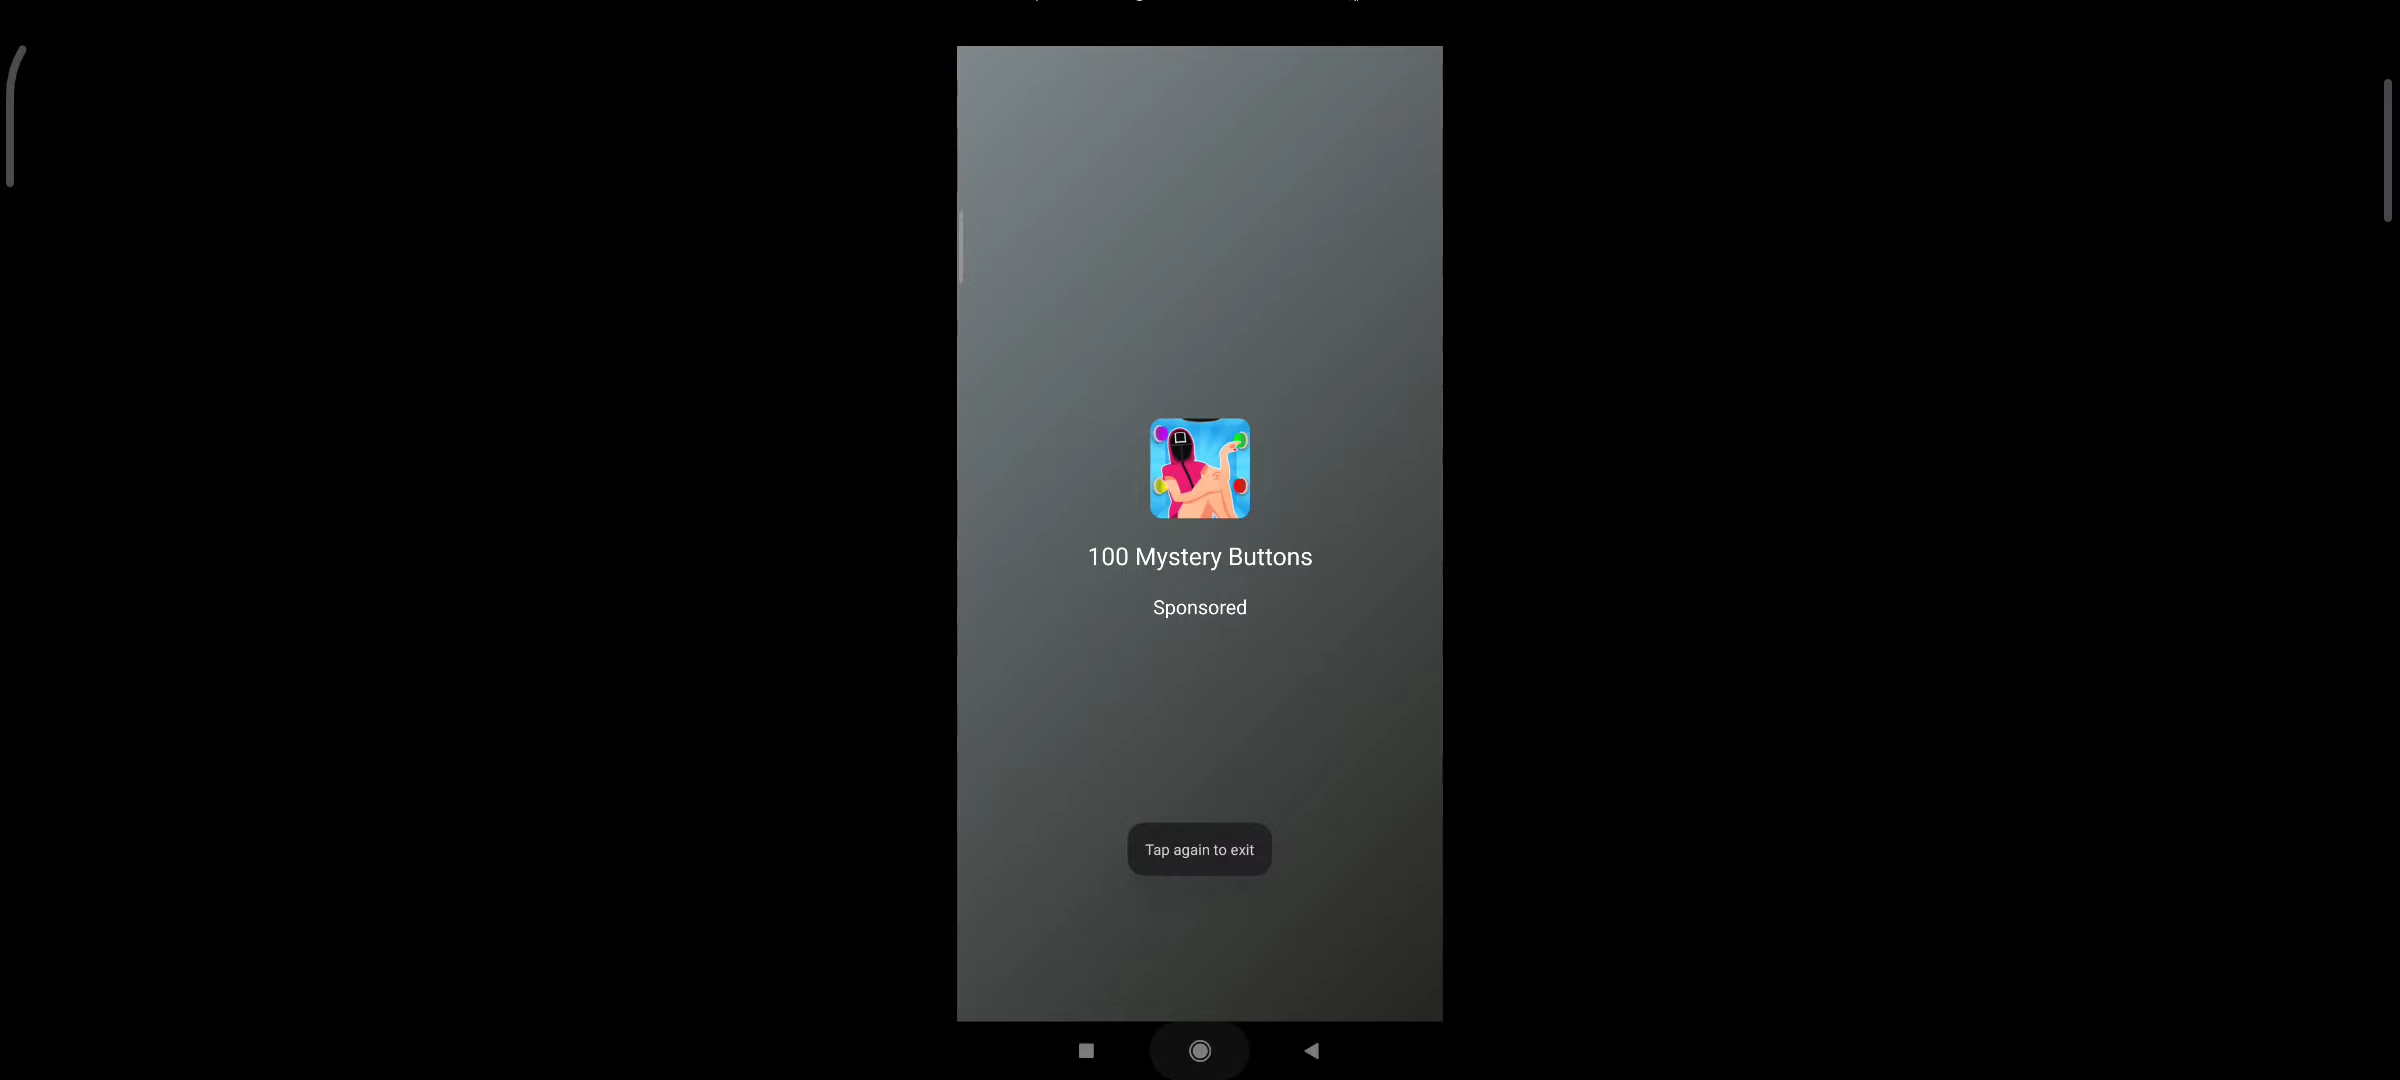 100 Mystery Buttons
Sponsored
Tap again to exit